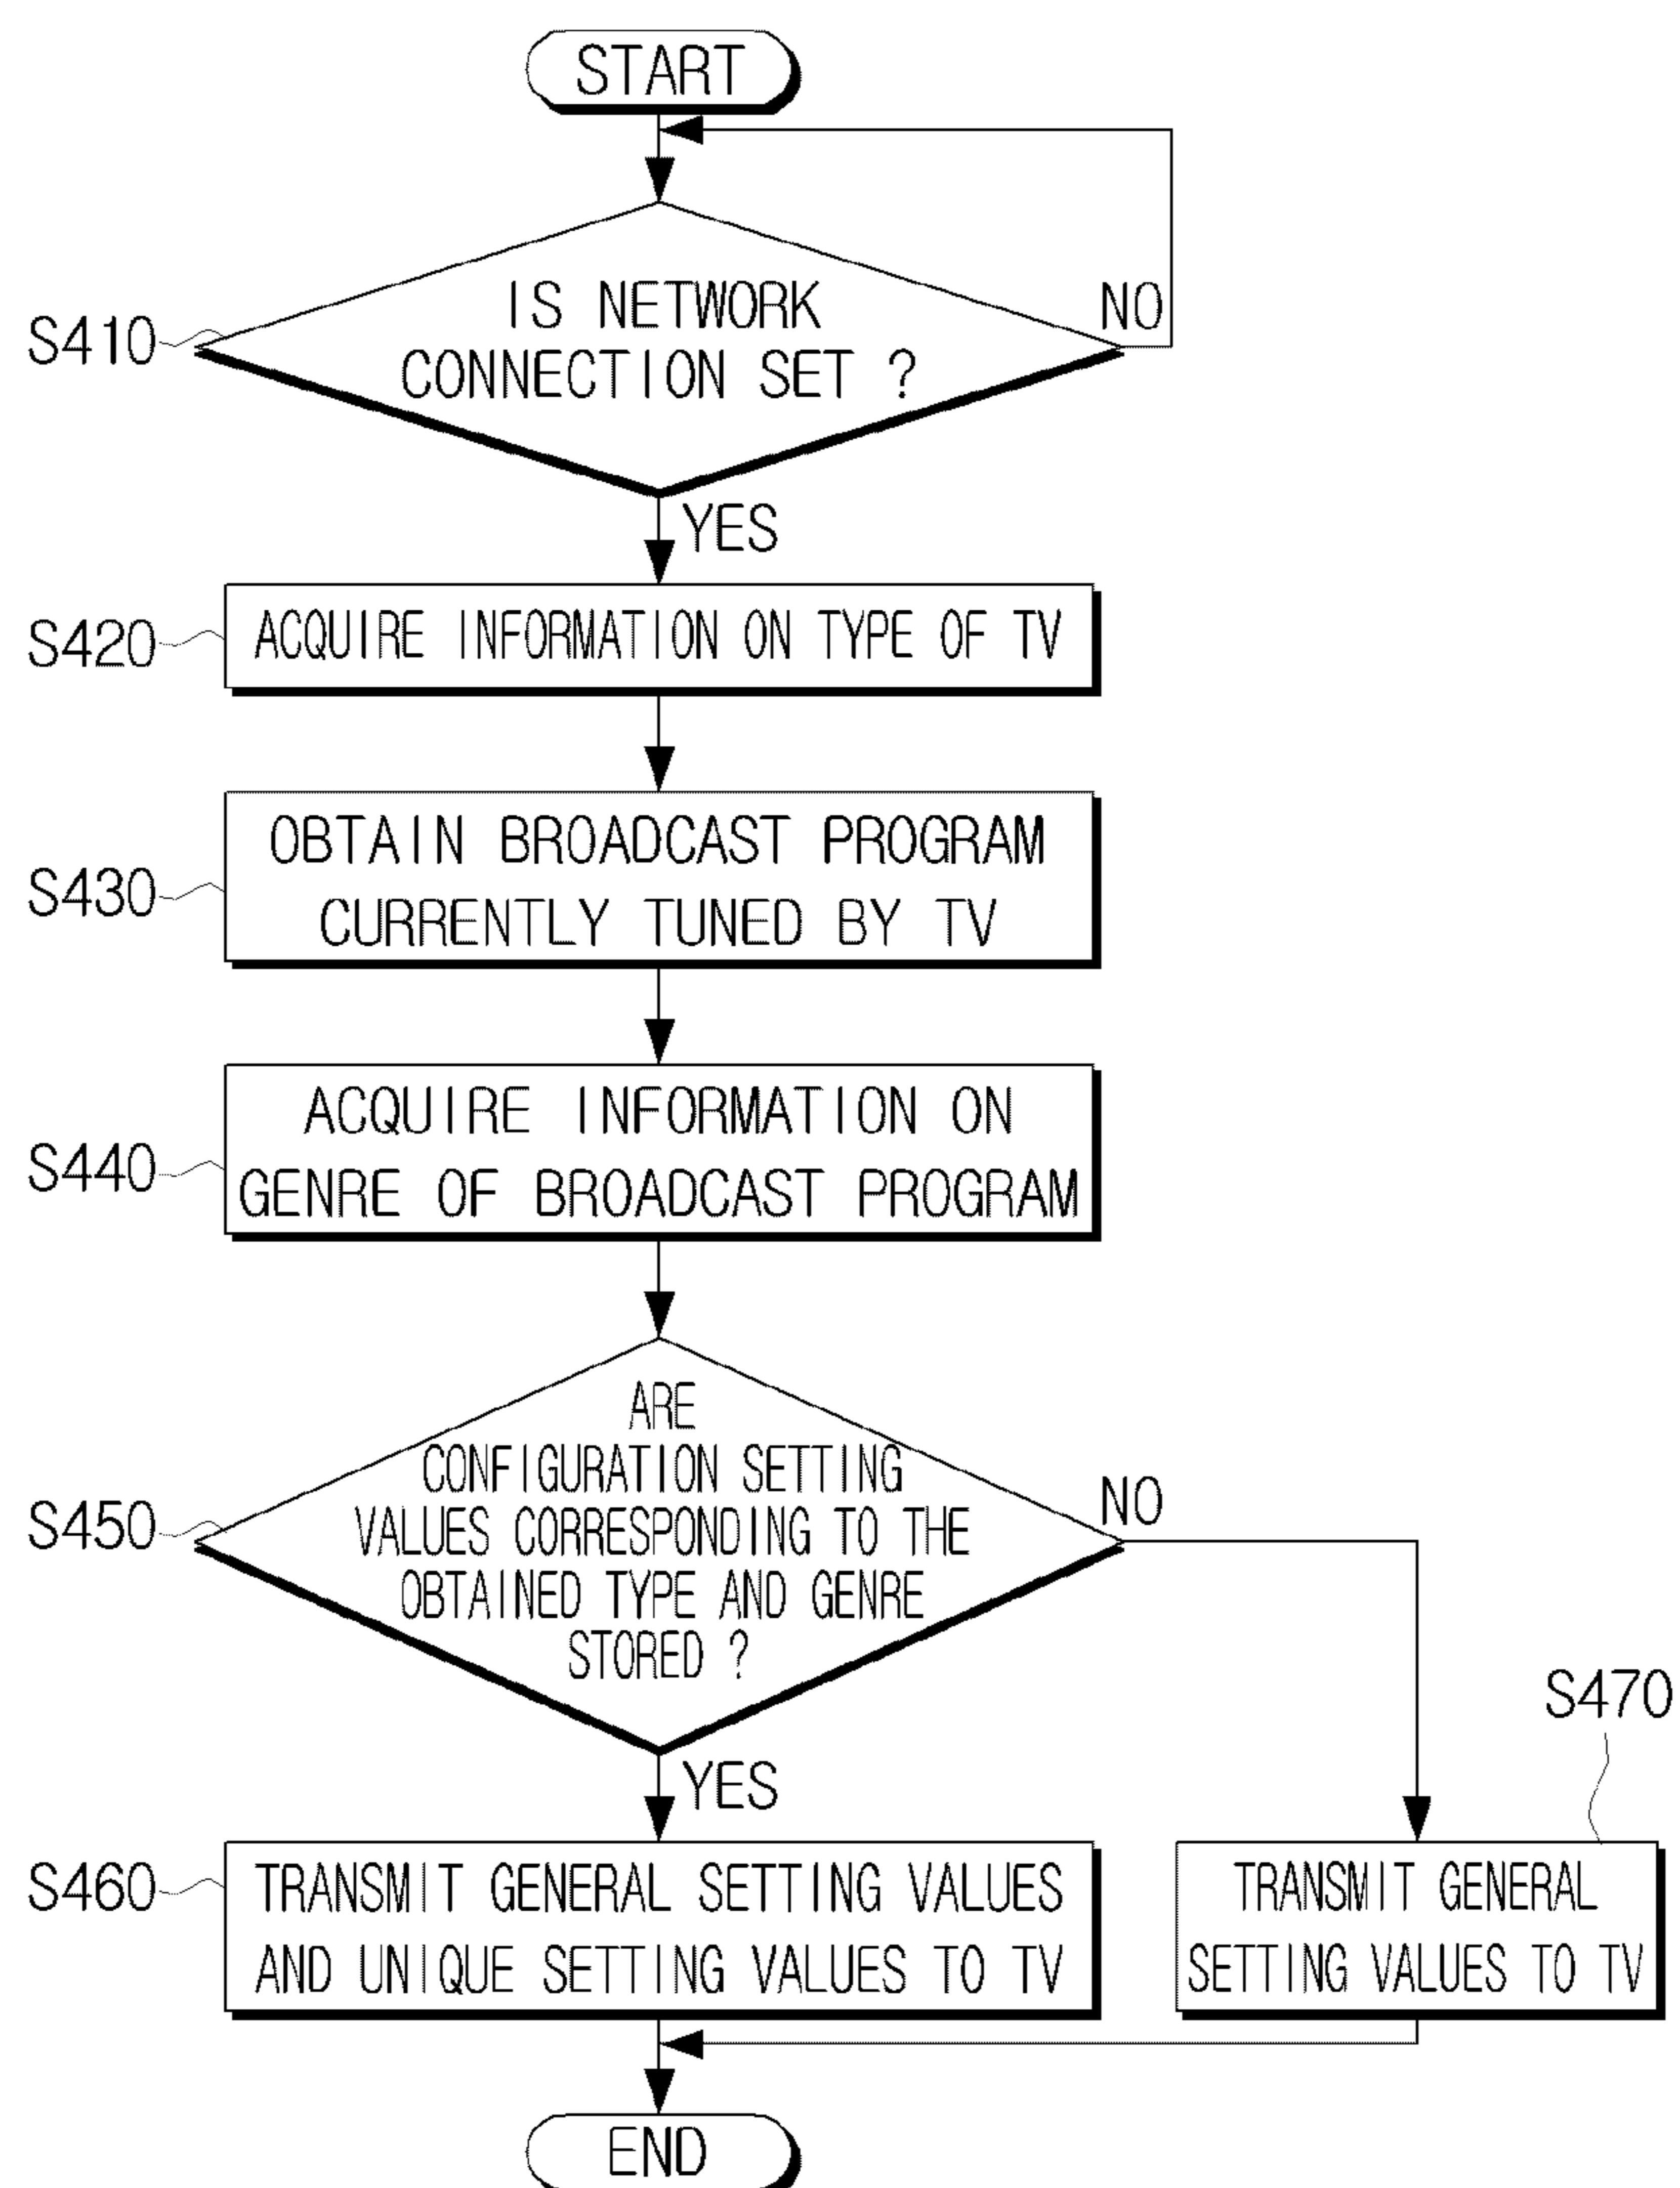 START
IS NETWORK
CONNECTION SET ?
NO
S410
YES
S420
ACQUIRE INFORMATION ON TYPE OF TV
S430
OBTAIN BROADCAST PROGRAM
CURRENTLY TUNED BY TV
S440
ACQUIRE INFORMATION ON
GENRE OF BROADCAST PROGRAM
S450
ARE
CONFIGURATION SETTING
VALUES CORRESPONDING TO THE
OBTAINED TYPE AND GENRE
STORED ?
NO
YES
S460
TRANSMIT GENERAL SETTING VALUES
AND UNIQUE SETTING VALUES TO TV
S470
TRANSMIT GENERAL
SETTING VALUES TO TV
END